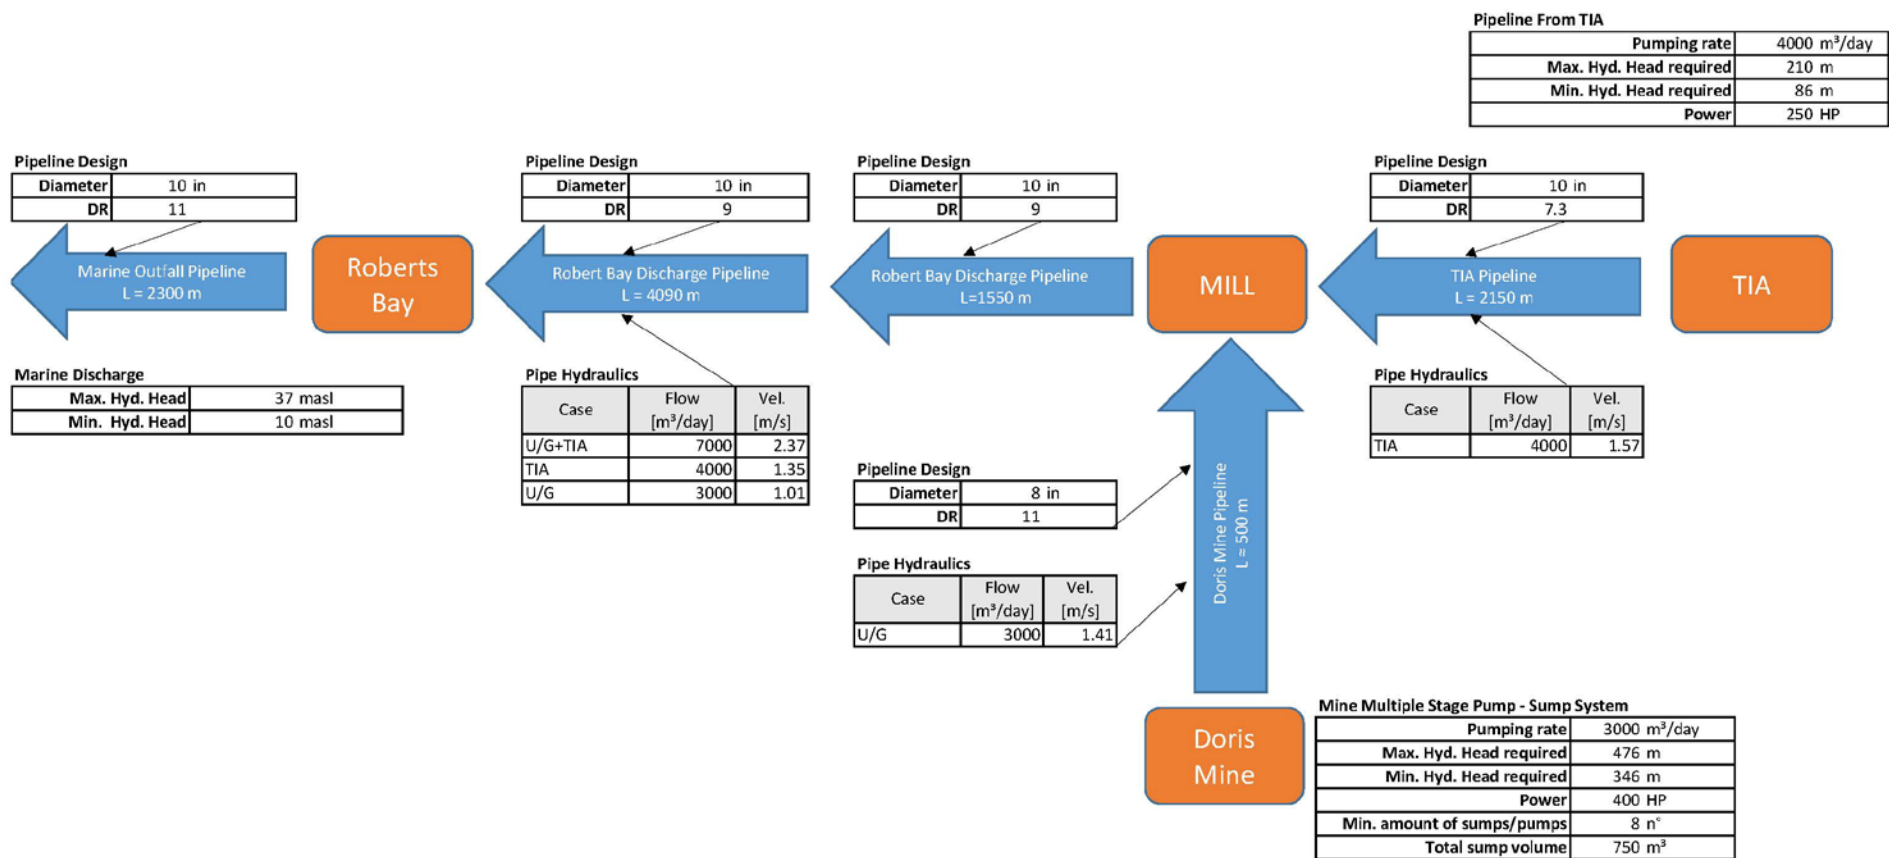 Pipeline From TIA
Pumping rate 4000 m³/day
Max. Hyd. Head required 210 m
Min. Hyd. Head required 86 m
Power 250 HP
Pipeline Design
Diameter 10 in
DR 11
Pipeline Design
Diameter 10 in
DR 9
Pipeline Design
Diameter 10 in
DR 9
Pipeline Design
Diameter 10 in
DR 7.3
Marine Outfall Pipeline
L = 2300 m
Roberts
Bay
Robert Bay Discharge Pipeline
L = 4090 m
Robert Bay Discharge Pipeline
L=1550 m
MILL
TIA Pipeline
L = 2150 m
TIA
Marine Discharge
Max. Hyd. Head 37 masl
Min. Hyd. Head 10 masl
Pipe Hydraulics
Case Flow [m³/day] Vel. [m/s]
U/G+TIA 7000 2.37
TIA 4000 1.35
U/G 3000 1.01
Pipe Hydraulics
Case Flow [m³/day] Vel. [m/s]
TIA 4000 1.57
Pipeline Design
Diameter 8 in
DR 11
Pipe Hydraulics
Case Flow [m³/day] Vel. [m/s]
U/G 3000 1.41
Doris Mine Pipeline
L = 500 m
Doris
Mine
Mine Multiple Stage Pump - Sump System
Pumping rate 3000 m³/day
Max. Hyd. Head required 476 m
Min. Hyd. Head required 346 m
Power 400 HP
Min. amount of sumps/pumps 8 n°
Total sump volume 750 m³